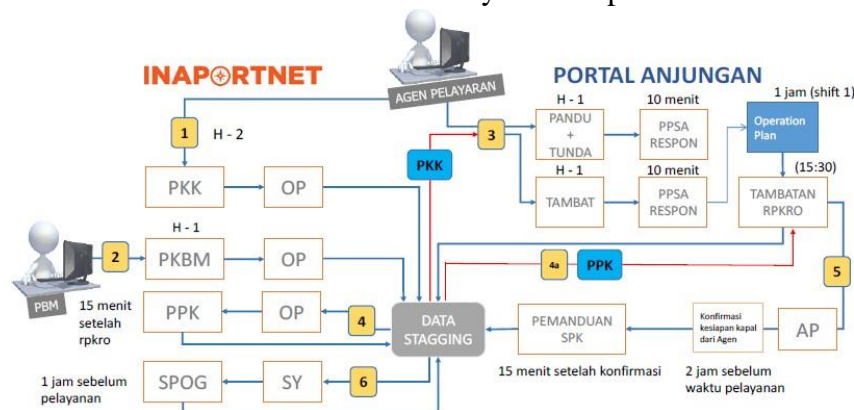 INAPORTNET
AGEN PELAYARAN
PORTAL ANJUNGAN
1
H - 2
PKK
OP
PKK
3
H - 1
PANDU
+
TUNDA
10 menit
PPSA
RESPON
1 jam (shift 1)
Operation
Plan
H - 1
TAMBAT
10 menit
PPSA
RESPON
(15:30)
TAMBATAN
RPKRO
PBM
2
H - 1
PKBM
OP
4a
PPK
5
15 menit
setelah
rpkro
PPK
OP
4
DATA
STAGGING
PEMANDUAN
SPK
15 menit setelah konfirmasi
Konfirmasi
kesiapan kapal
dari Agen
AP
2 jam sebelum
waktu pelayanan
1 jam sebelum
pelayanan
SPOG
SY
6